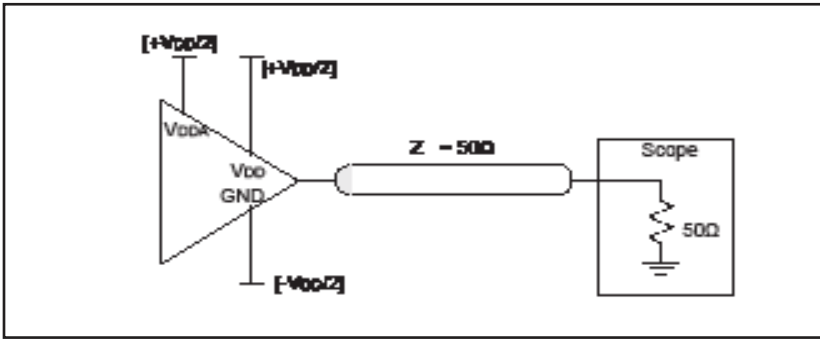 [+VDD/2]
[+VDD/2]
VDDA
VDD
GND
Z = 50Ω
Scope
50Ω
[-VDD/2]